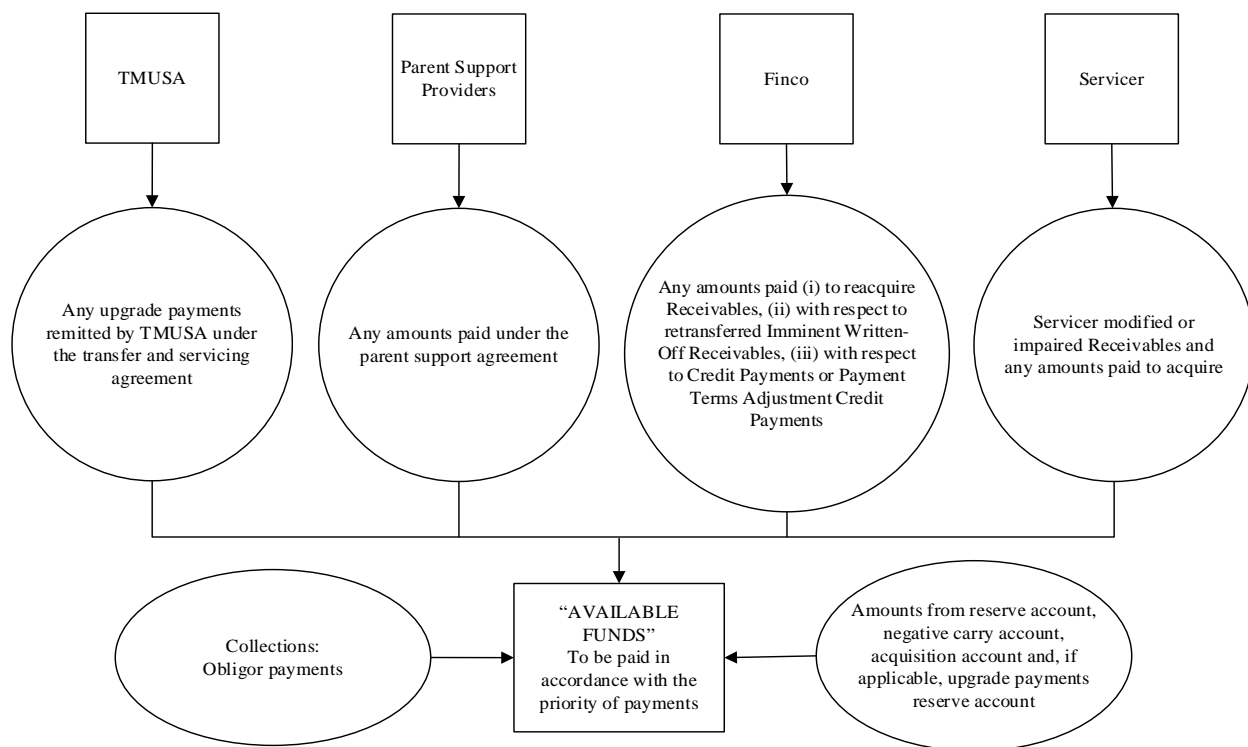 TMUSA
Parent Support
Providers
Finco
Servicer
Any upgrade payments
remitted by TMUSA under
the transfer and servicing
agreement
Any amounts paid under the
parent support agreement
Any amounts paid (i) to reacquire
Receivables, (ii) with respect to
retransferred Imminent Written-
Off Receivables, (iii) with respect
to Credit Payments or Payment
Terms Adjustment Credit
Payments
Servicer modified or
impaired Receivables and
any amounts paid to acquire
Collections:
Obligor payments
“AVAILABLE
FUNDS”
To be paid in
accordance with the
priority of payments
Amounts from reserve account,
negative carry account,
acquisition account and, if
applicable, upgrade payments
reserve account